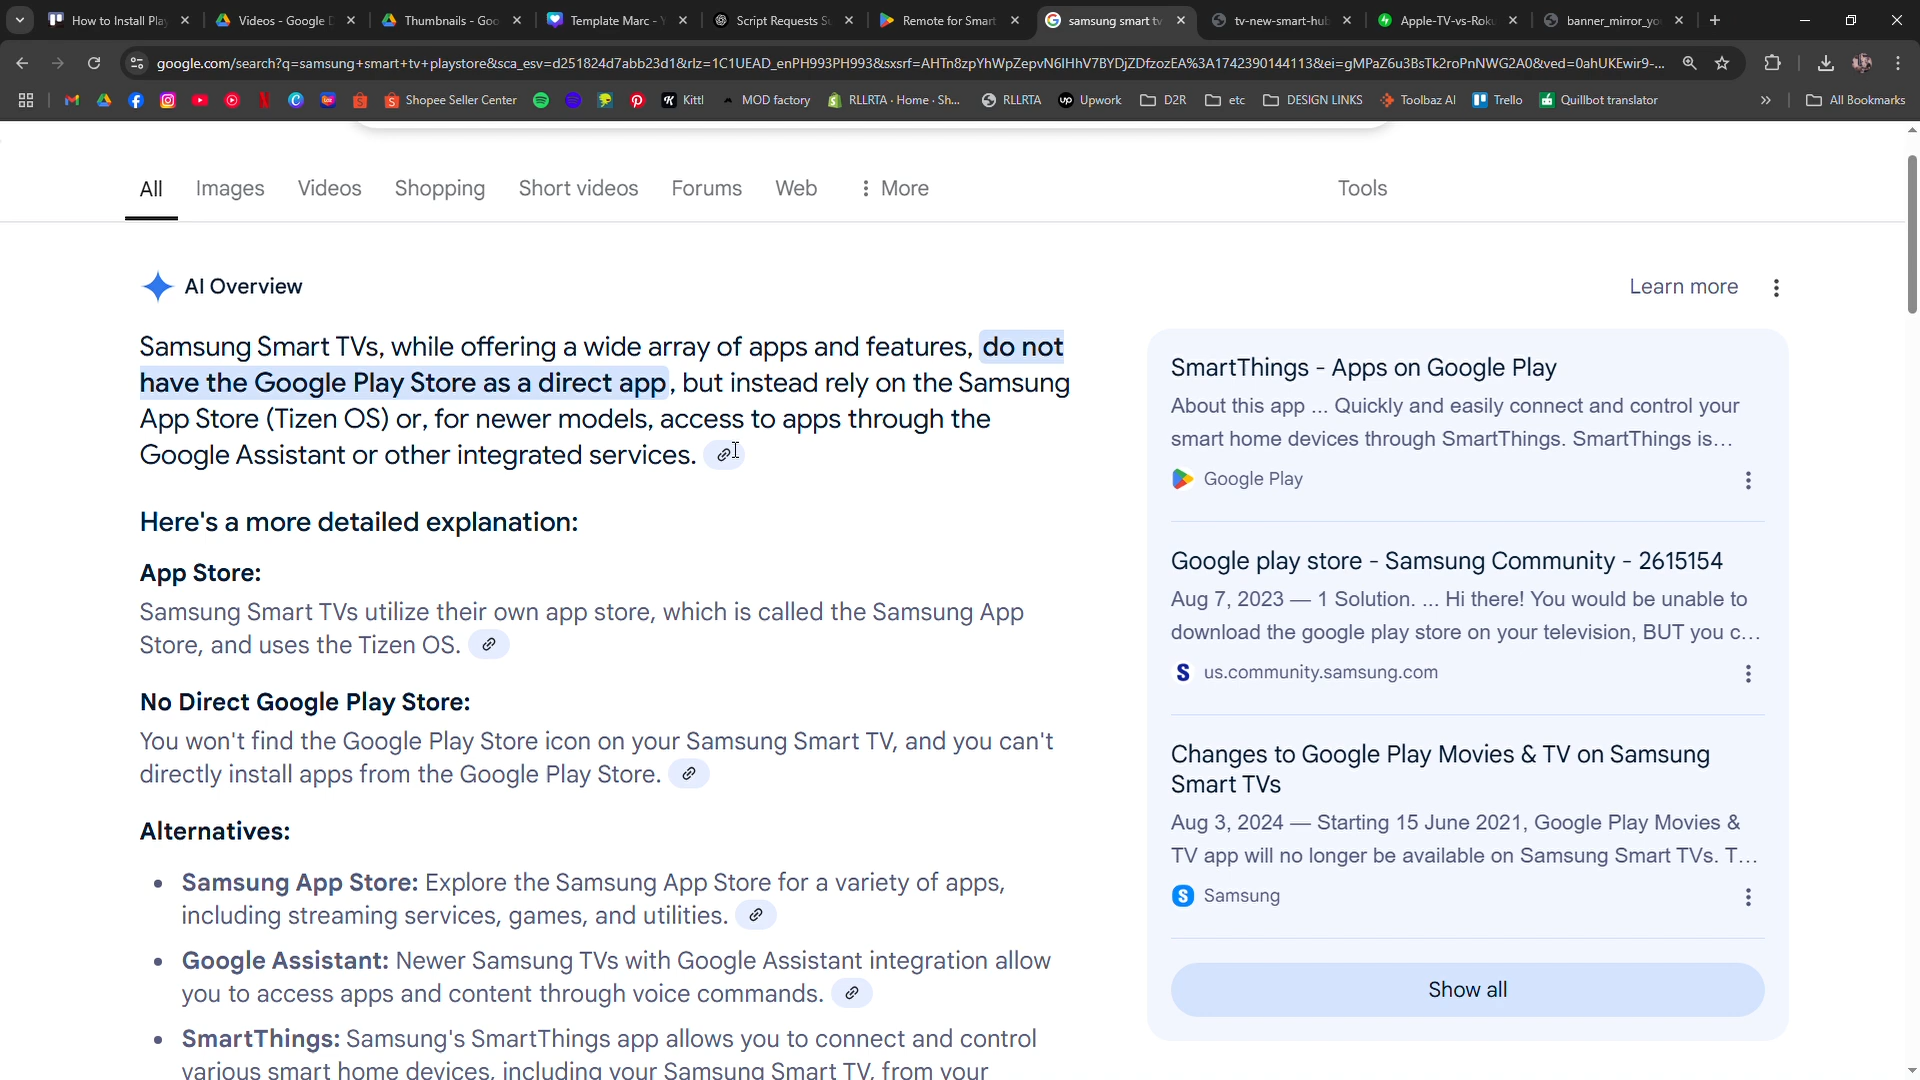 How to Install Pla
Videos - Google D
Thumbnails - Goo
Template Marc - Y
Script Requests Su
Remote for Smart
samsung smart tv
tv-new-smart-hub
Apple-TV-vs-Roku
banner_mirror_yo
google.com/search?q=samsung+smart+tv+playstore&sca_esv=d251824d7abb23d1&rlz=1C1UEAD_enPH993PH993&sxsrf=AHTn8zpYhWpZepvN6IHhV7BYDjZDfzozEA%3A1742390144113&ei=gMPaZ6u3BsTk2roPnNWG2A0&ved=0ahUKEwir9-...
Shopee Seller Center
Kittl
MOD factory
RLLRTA · Home · Sh...
RLLRTA
Upwork
D2R
etc
DESIGN LINKS
Toolbaz AI
Trello
Quillbot translator
»
All Bookmarks
All
Images
Videos
Shopping
Short videos
Forums
Web
More
Tools
AI Overview
Learn more
Samsung Smart TVs, while offering a wide array of apps and features, do not
have the Google Play Store as a direct app, but instead rely on the Samsung
App Store (Tizen OS) or, for newer models, access to apps through the
Google Assistant or other integrated services.
Here's a more detailed explanation:
App Store:
Samsung Smart TVs utilize their own app store, which is called the Samsung App
Store, and uses the Tizen OS.
No Direct Google Play Store:
You won't find the Google Play Store icon on your Samsung Smart TV, and you can't
directly install apps from the Google Play Store.
Alternatives:
• Samsung App Store: Explore the Samsung App Store for a variety of apps,
including streaming services, games, and utilities.
• Google Assistant: Newer Samsung TVs with Google Assistant integration allow
you to access apps and content through voice commands.
• SmartThings: Samsung's SmartThings app allows you to connect and control
various smart home devices, including your Samsung Smart TV, from your
SmartThings - Apps on Google Play
About this app ... Quickly and easily connect and control your
smart home devices through SmartThings. SmartThings is...
Google Play
Google play store - Samsung Community - 2615154
Aug 7, 2023 — 1 Solution. ... Hi there! You would be unable to
download the google play store on your television, BUT you c...
us.community.samsung.com
Changes to Google Play Movies & TV on Samsung
Smart TVs
Aug 3, 2024 — Starting 15 June 2021, Google Play Movies &
TV app will no longer be available on Samsung Smart TVs. T...
Samsung
Show all